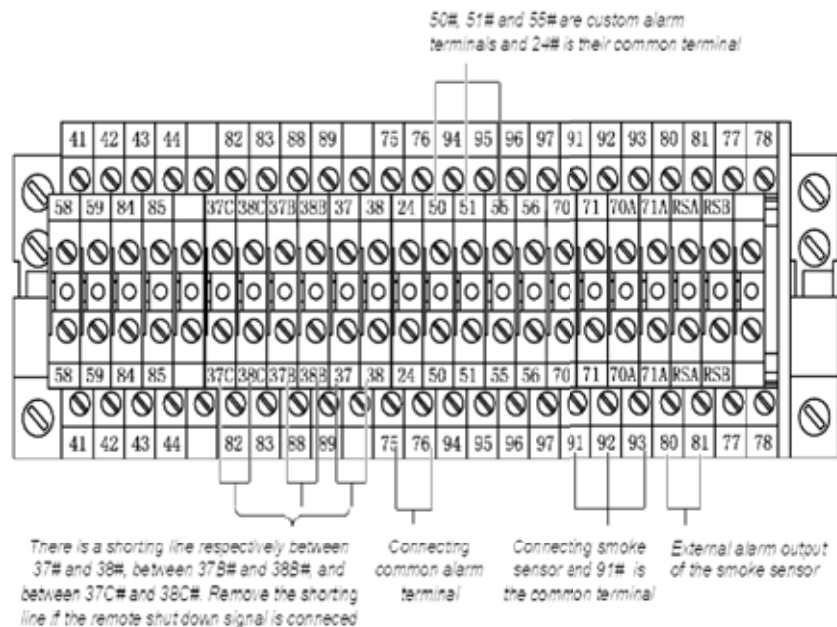 50#, 51# and 55# are custom alarm
terminals and 24# is their common terminal
41 42 43 44 82 83 88 89 75 76 94 95 96 97 91 92 93 80 81 77 78
58 59 84 85 37C 38C 37B 38B 37 38 24 50 51 55 56 70 71 70A 71A RSA RSB
58 59 84 85 37C 38C 37B 38B 37 38 24 50 51 55 56 70 71 70A 71A RSA RSB
41 42 43 44 82 83 88 89 75 76 94 95 96 97 91 92 93 80 81 77 78
There is a shorting line respectively between
37# and 38#, between 37B# and 38B#, and
between 37C# and 38C#. Remove the shorting
line if the remote shut down signal is conneced
Connecting
common alarm
terminal
Connecting smoke
sensor and 91# is
the common terminal
External alarm output
of the smoke sensor